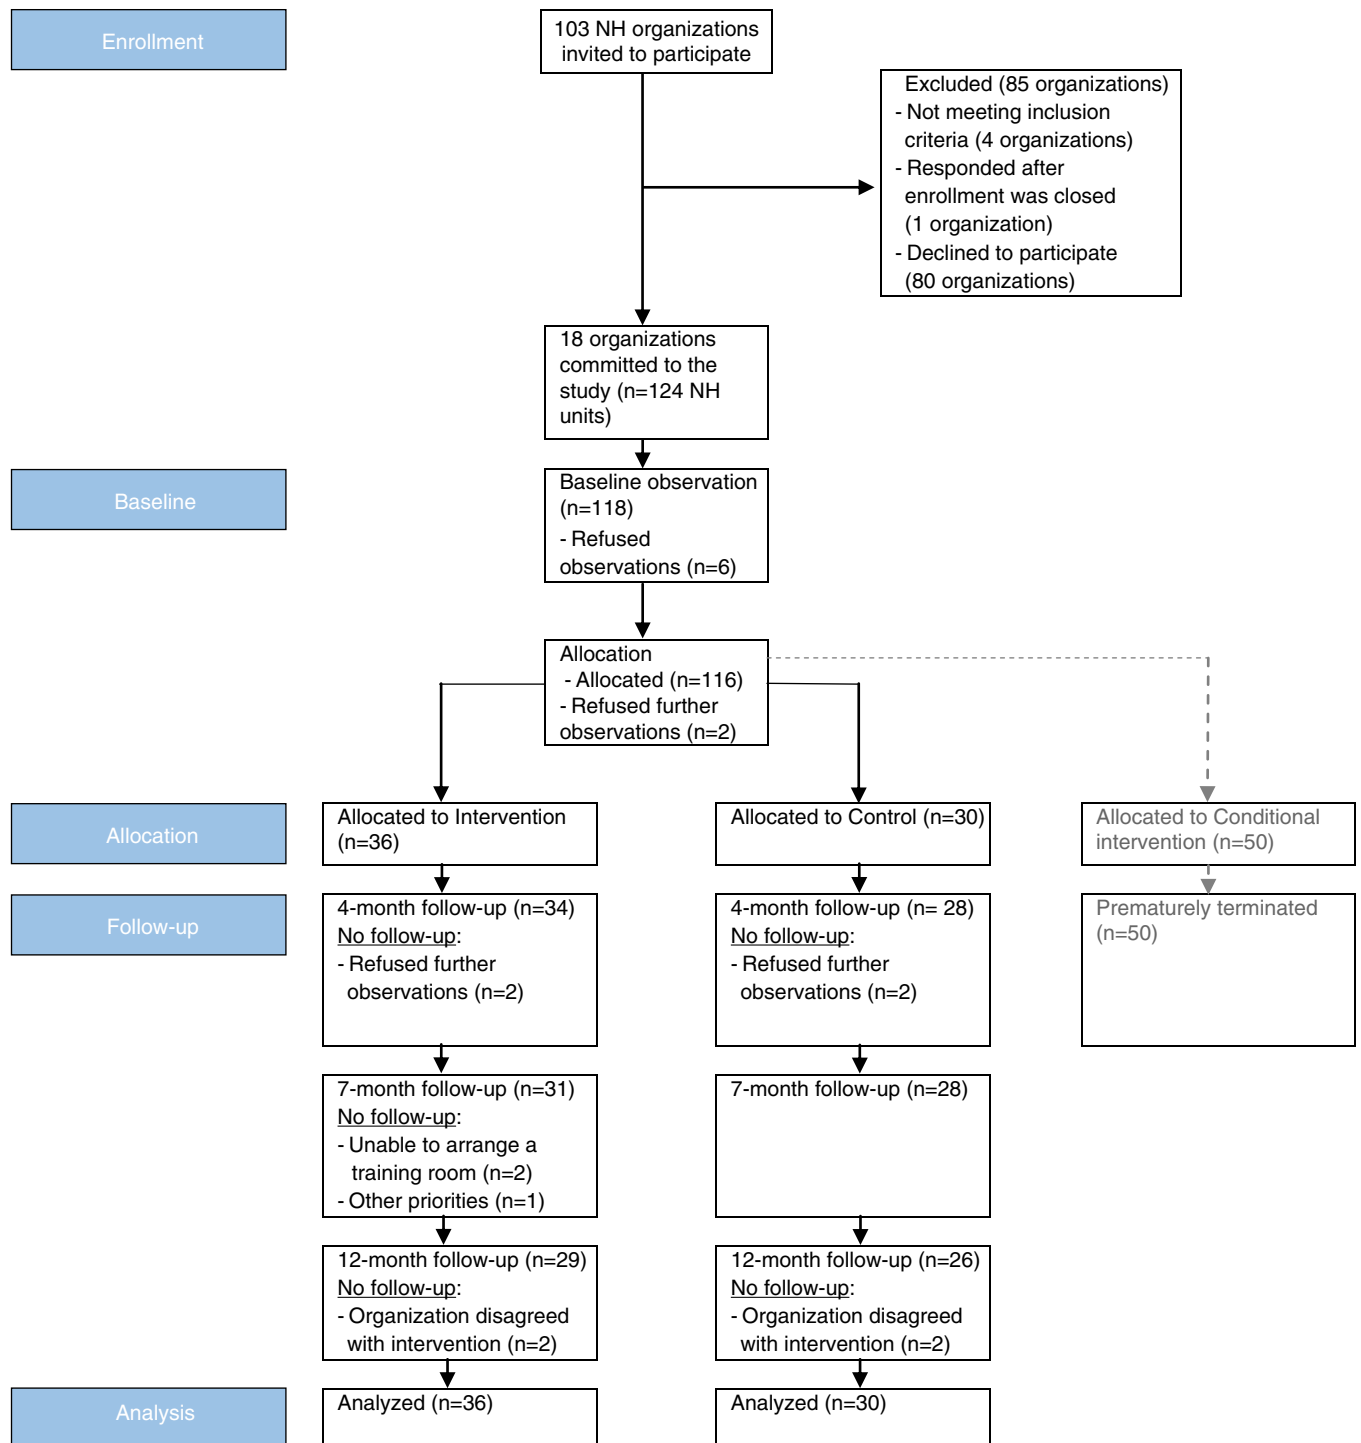 Enrollment
103 NH organizations
invited to participate
Excluded (85 organizations)
- Not meeting inclusion
criteria (4 organizations)
- Responded after
enrollment was closed
(1 organization)
- Declined to participate
(80 organizations)
18 organizations
committed to the
study (n=124 NH
units)
Baseline
Baseline observation
(n=118)
- Refused
observations (n=6)
Allocation
- Allocated (n=116)
- Refused further
observations (n=2)
Allocation
Allocated to Intervention
(n=36)
Allocated to Control (n=30)
Allocated to Conditional
intervention (n=50)
Follow-up
4-month follow-up (n=34)
No follow-up:
- Refused further
observations (n=2)
4-month follow-up (n= 28)
No follow-up:
- Refused further
observations (n=2)
Prematurely terminated
(n=50)
7-month follow-up (n=31)
No follow-up:
- Unable to arrange a
training room (n=2)
- Other priorities (n=1)
7-month follow-up (n=28)
12-month follow-up (n=29)
No follow-up:
- Organization disagreed
with intervention (n=2)
12-month follow-up (n=26)
No follow-up:
- Organization disagreed
with intervention (n=2)
Analysis
Analyzed (n=36)
Analyzed (n=30)